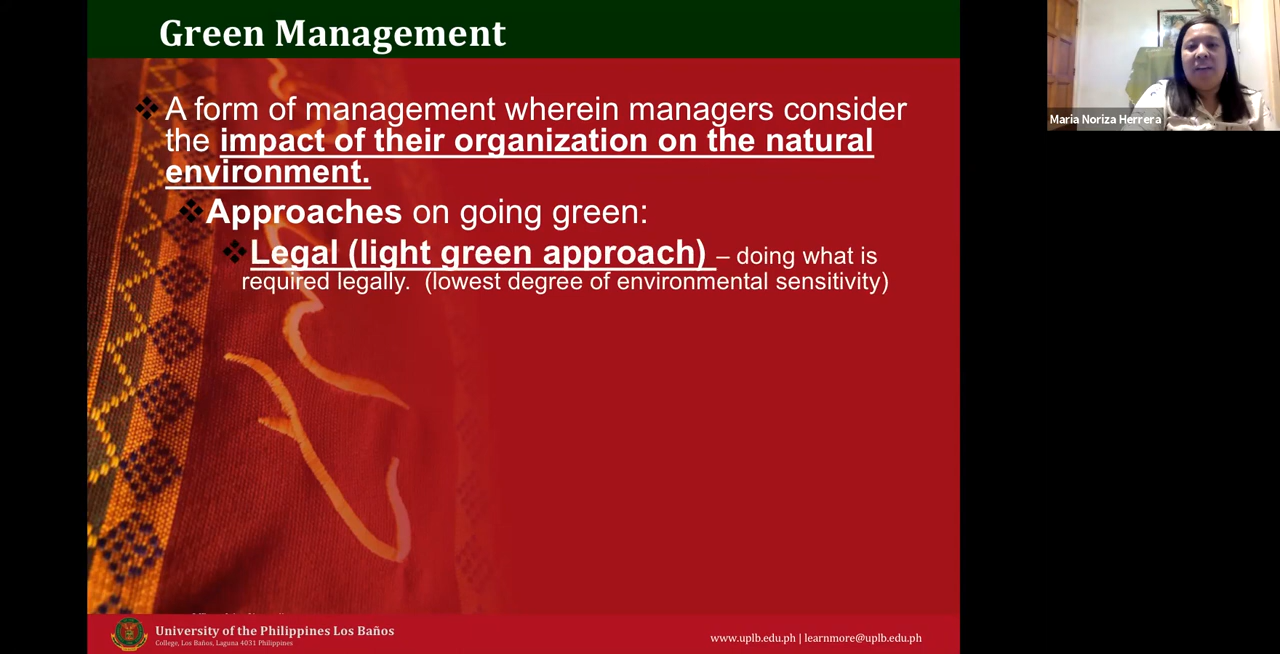 Green Management
A form of management wherein managers consider
the impact of their organization on the natural
environment.
Approaches on going green:
Legal (light green approach) – doing what is
required legally. (lowest degree of environmental sensitivity)
Maria Noriza Herrera
University of the Philippines Los Baños
College, Los Baños, Laguna 4031 Philippines
www.uplb.edu.ph | learnmore@uplb.edu.ph